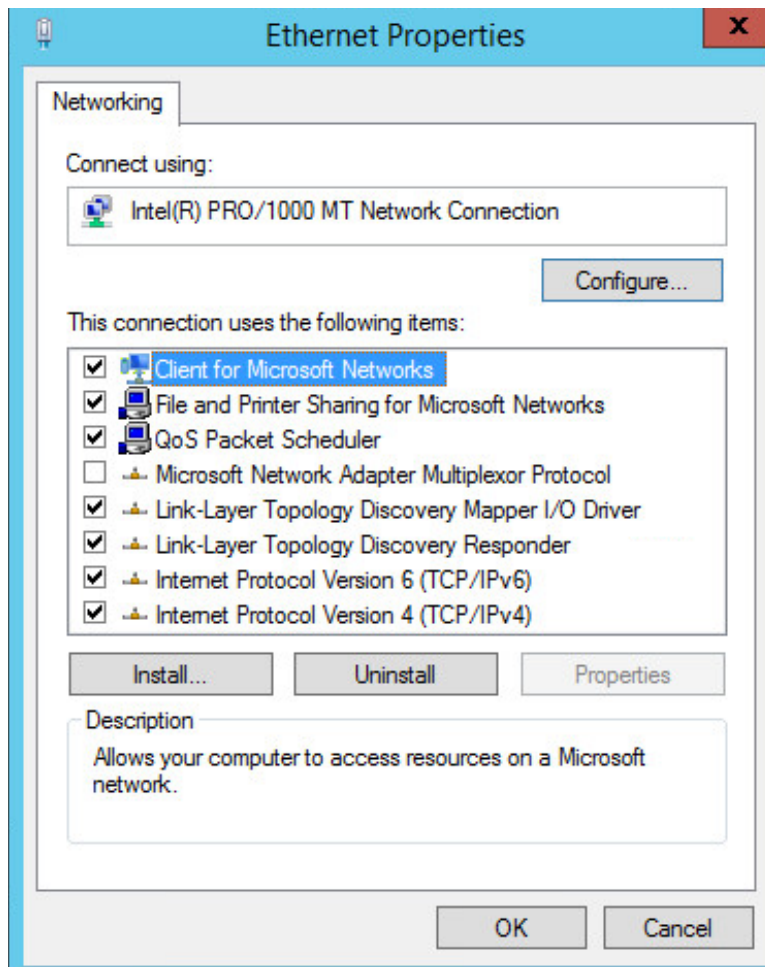 Ethernet Properties
x
Networking
Connect using:
Intel(R) PRO/1000 MT Network Connection
Configure...
This connection uses the following items:
Client for Microsoft Networks
File and Printer Sharing for Microsoft Networks
QoS Packet Scheduler
Microsoft Network Adapter Multiplexor Protocol
Link-Layer Topology Discovery Mapper I/O Driver
Link-Layer Topology Discovery Responder
Internet Protocol Version 6 (TCP/IPv6)
Internet Protocol Version 4 (TCP/IPv4)
Install... Uninstall Properties
Description
Allows your computer to access resources on a Microsoft
network.
OK Cancel